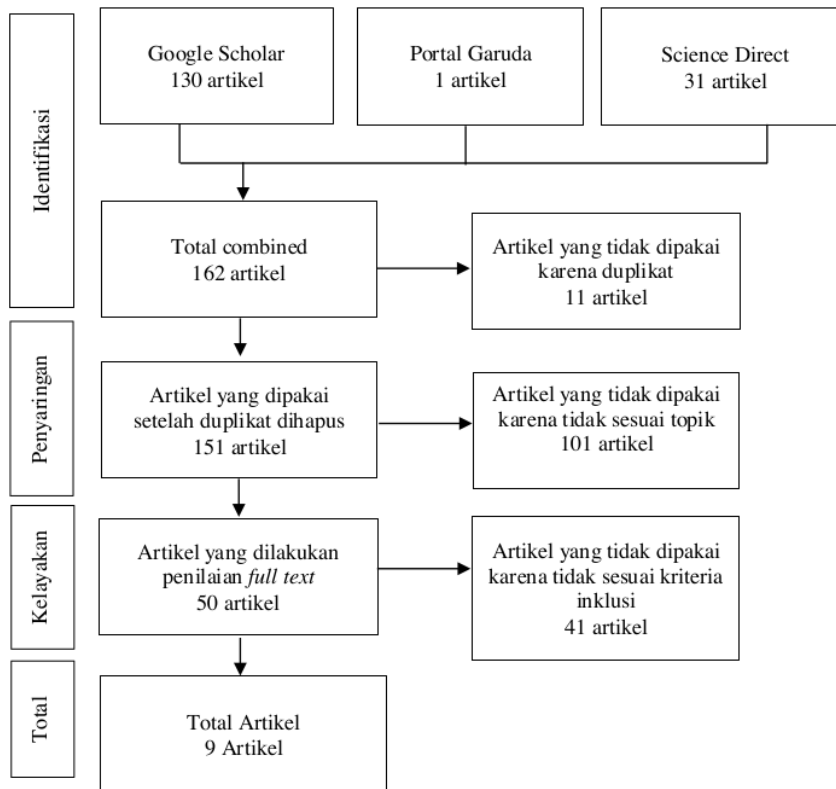 Identifikasi
Google Scholar
130 artikel
Portal Garuda
1 artikel
Science Direct
31 artikel
Total combined
162 artikel
Artikel yang tidak dipakai
karena duplikat
11 artikel
Penyaringan
Artikel yang dipakai
setelah duplikat dihapus
151 artikel
Artikel yang tidak dipakai
karena tidak sesuai topik
101 artikel
Kelayakan
Artikel yang dilakukan
penilaian full text
50 artikel
Artikel yang tidak dipakai
karena tidak sesuai kriteria
inklusi
41 artikel
Total
Total Artikel
9 Artikel